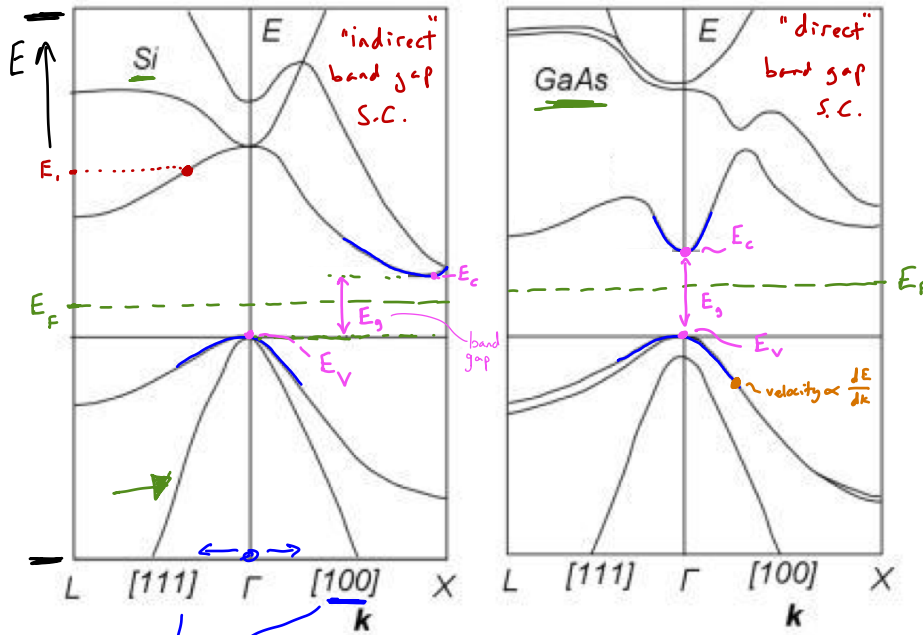 E
Si
E
"indirect"
band gap
S.C.
E₁
E_c
E_F
E_g
band
gap
E_v
L [111] Γ [100] X
k
E
"direct"
band gap
S.C.
GaAs
E_c
E_F
E_g
E_v
velocity ∝ dE/dk
L [111] Γ [100] X
k